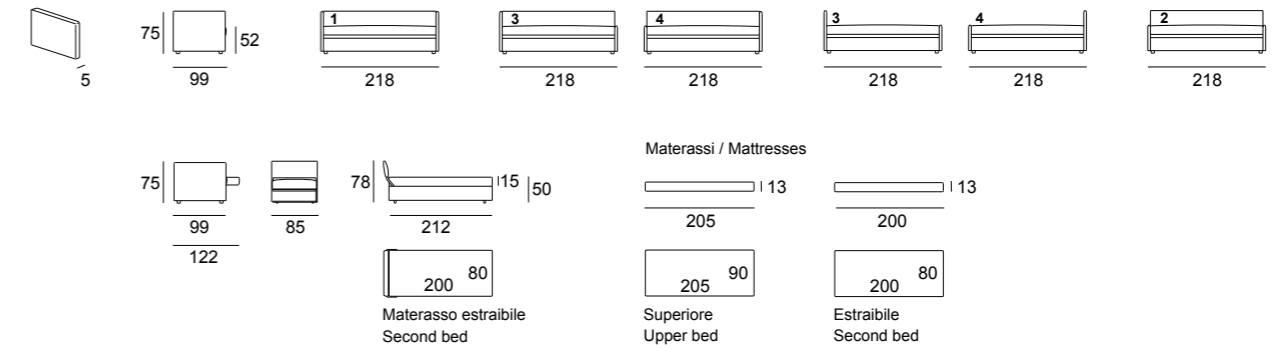 1 3 4 3 4 2
75 52
5 99 218 218 218 218 218 218
Materassi / Mattresses
75 78 15 50 13 13
99 85 212 205 200
122
80 90 80
200 205 200
Materasso estraibile Superiore Estraibile
Second bed Upper bed Second bed